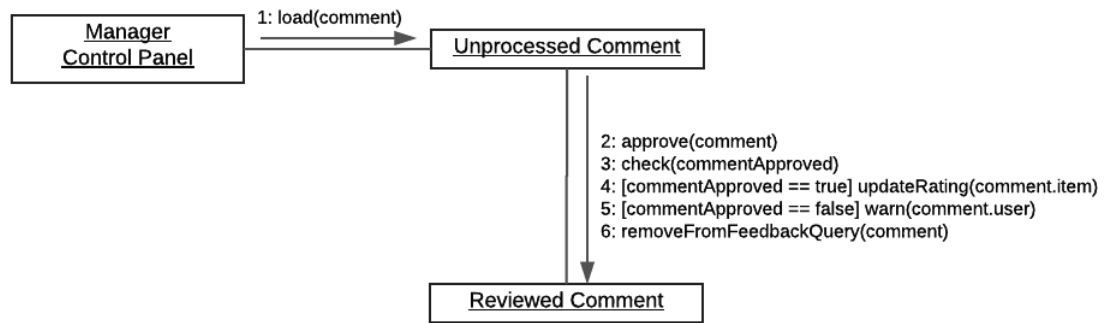 Manager
Control Panel
1: load(comment)
Unprocessed Comment
2: approve(comment)
3: check(commentApproved)
4: [commentApproved == true] updateRating(comment.item)
5: [commentApproved == false] warn(comment.user)
6: removeFromFeedbackQuery(comment)
Reviewed Comment